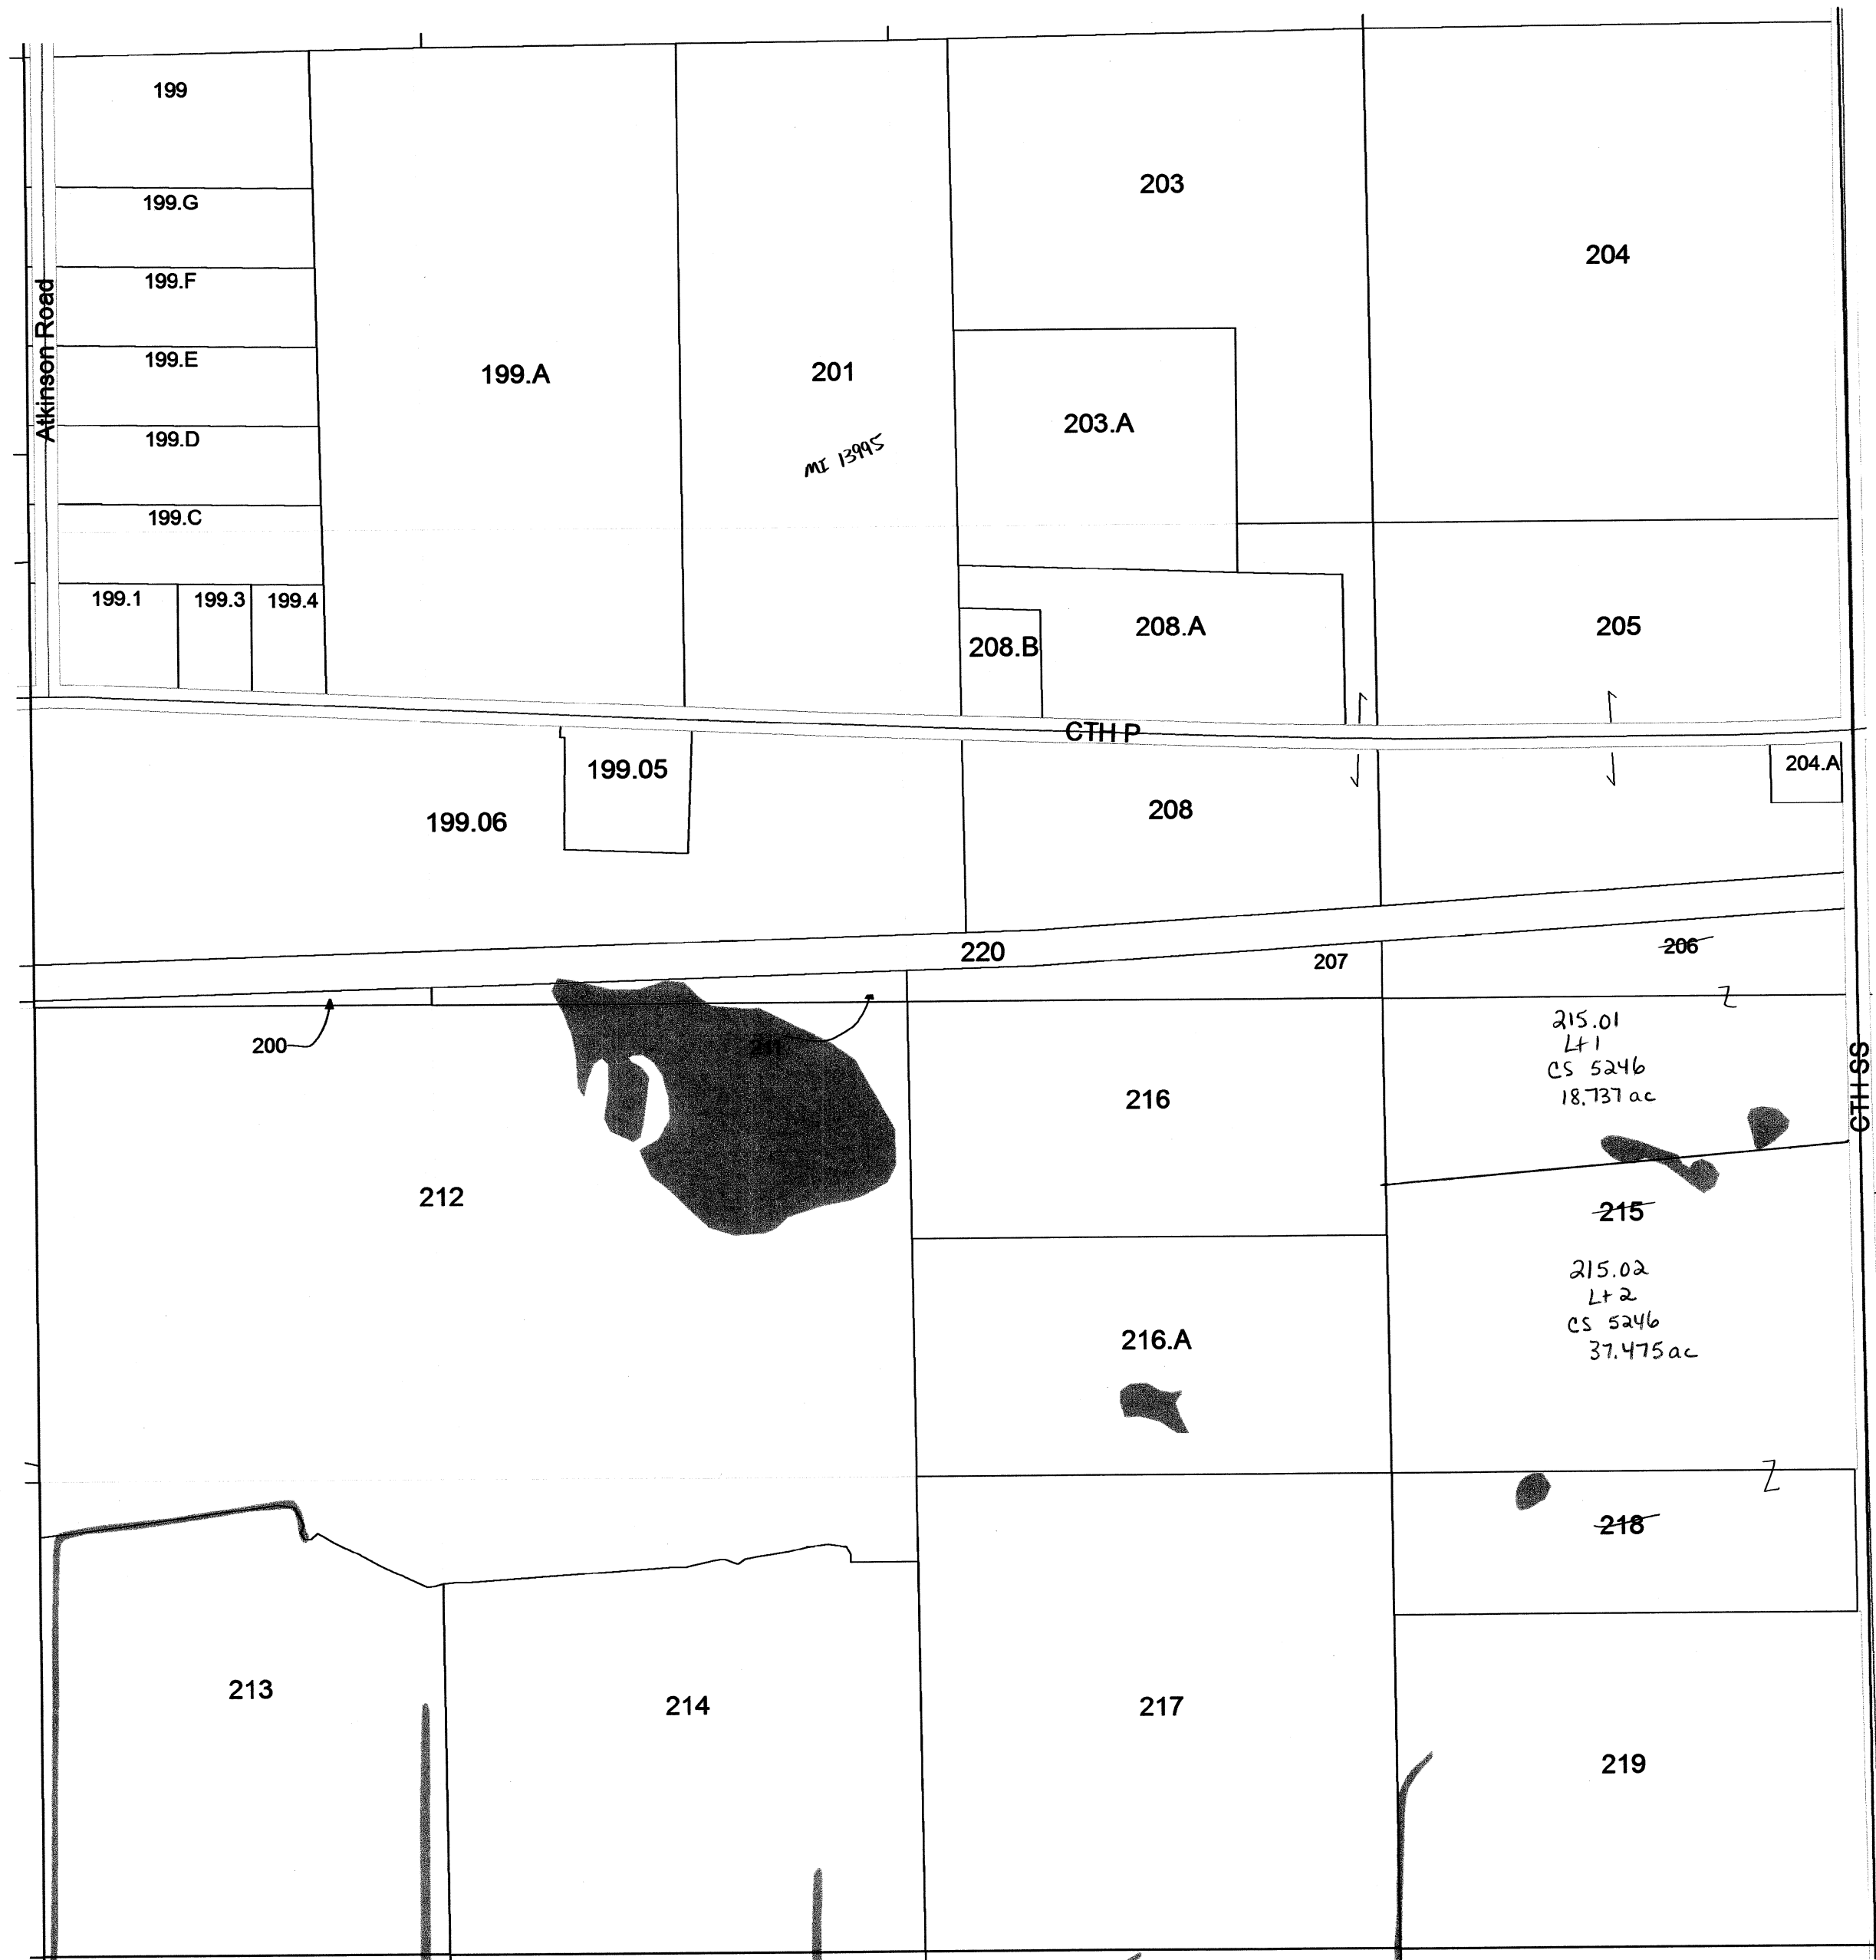 199
199.G
199.F
199.E
199.D
199.C
199.1
199.3
199.4
Atkinson Road
199.A
201
MI 13995
203
203.A
204
205
208.A
208.B
CTH P
199.05
199.06
208
204.A
220
207
206
200
211
212
216
215.01
Lt 1
CS 5246
18.737 ac
CTH SS
215
215.02
Lt 2
CS 5246
37.475 ac
216.A
218
213
214
217
219